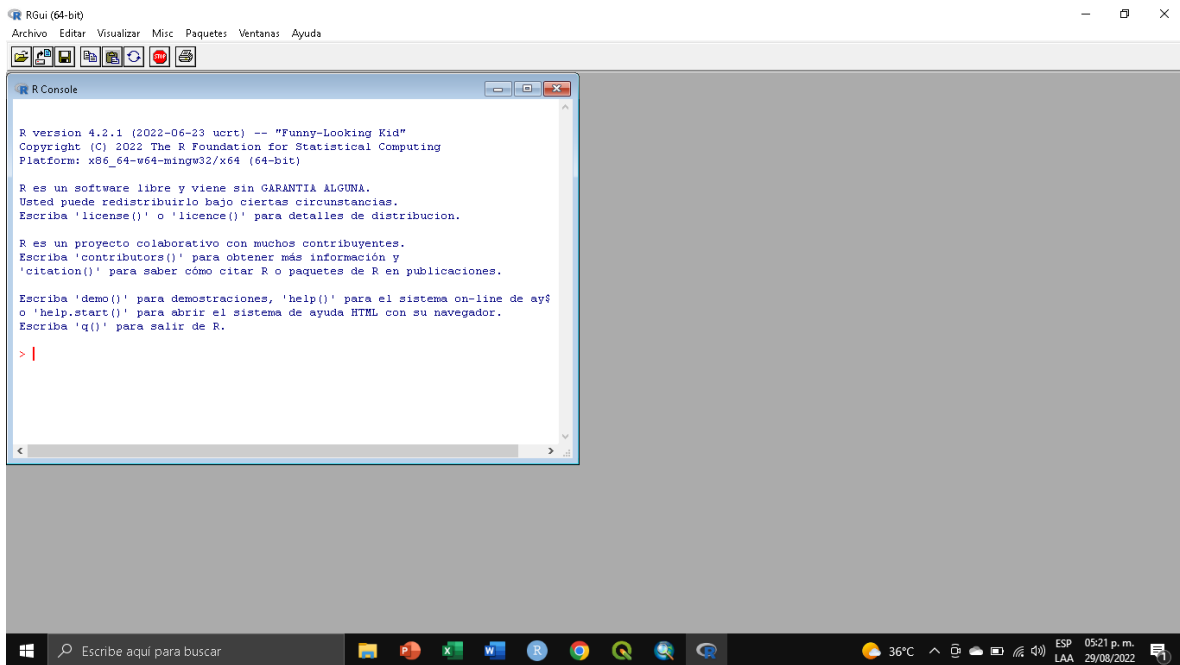 RGui (64-bit)
Archivo Editar Visualizar Misc Paquetes Ventanas Ayuda
STOP
R Console
R version 4.2.1 (2022-06-23 ucrt) -- "Funny-Looking Kid"
Copyright (C) 2022 The R Foundation for Statistical Computing
Platform: x86_64-w64-mingw32/x64 (64-bit)
R es un software libre y viene sin GARANTIA ALGUNA.
Usted puede redistribuirlo bajo ciertas circunstancias.
Escriba 'license()' o 'licence()' para detalles de distribucion.
R es un proyecto colaborativo con muchos contribuyentes.
Escriba 'contributors()' para obtener más información y
'citation()' para saber cómo citar R o paquetes de R en publicaciones.
Escriba 'demo()' para demostraciones, 'help()' para el sistema on-line de ay$
o 'help.start()' para abrir el sistema de ayuda HTML con su navegador.
Escriba 'q()' para salir de R.
>
Escribe aquí para buscar
36°C
ESP 05:21 p. m.
LAA 29/08/2022
1